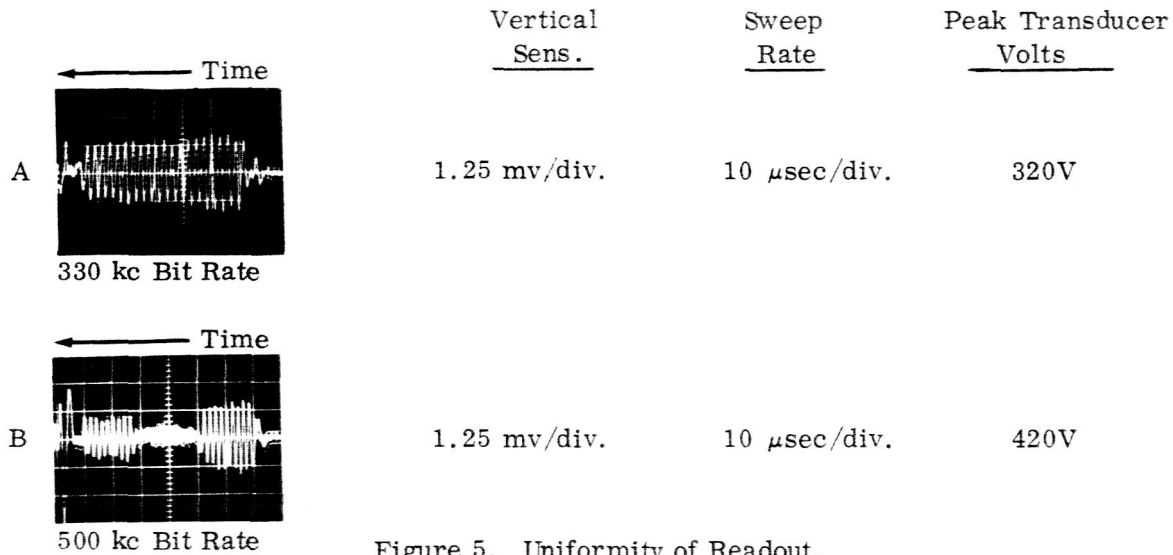 Vertical Sweep Peak Transducer
Sens. Rate Volts
Time
A 1.25 mv/div. 10 μsec/div. 320V
330 kc Bit Rate
Time
B 1.25 mv/div. 10 μsec/div. 420V
500 kc Bit Rate
Figure 5. Uniformity of Readout.